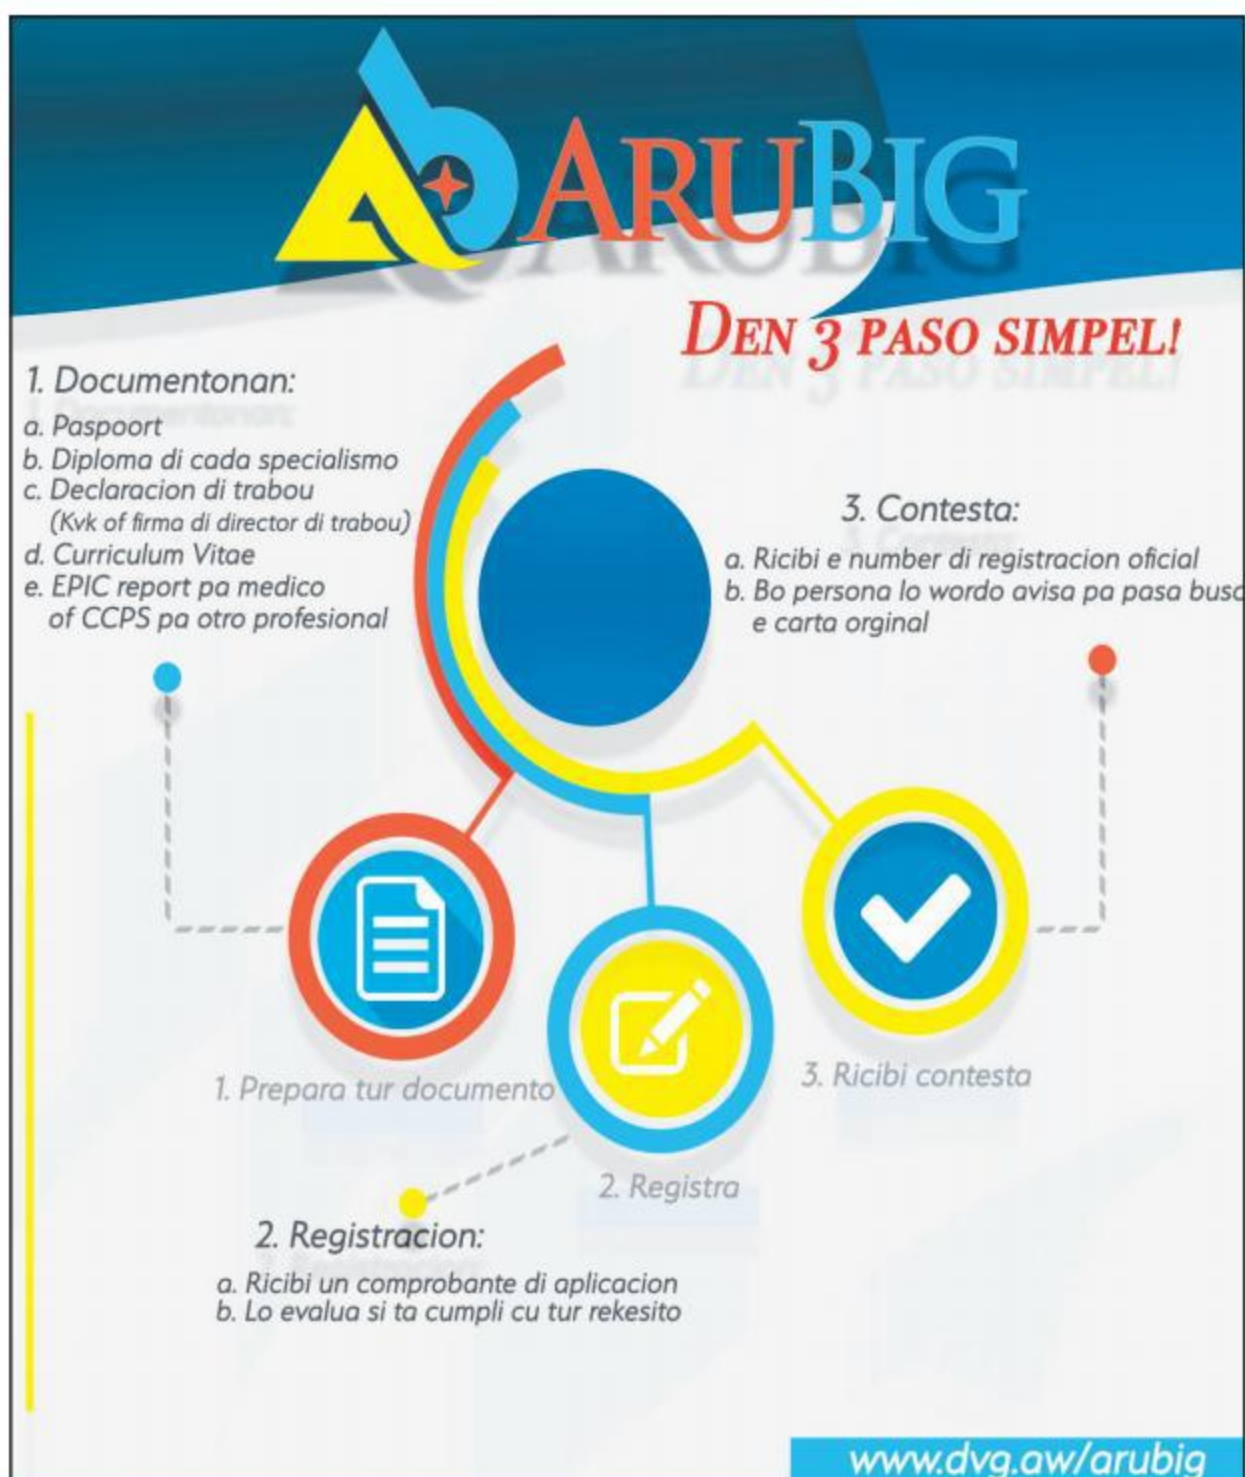 ARUBIG
DEN 3 PASO SIMPEL!
1. Documentonan:
a. Paspoort
b. Diploma di cada specialismo
c. Declaracion di trabou
(Kvk of firma di director di trabou)
d. Curriculum Vitae
e. EPIC report pa medico
of CCPS pa otro profesional
3. Contesta:
a. Ricibi e number di registracion oficial
b. Bo persona lo wordo avisa pa pasa busc
e carta orginal
1. Prepara tur documento
3. Ricibi contesta
2. Registra
2. Registracion:
a. Ricibi un comprobante di aplicacion
b. Lo evalua si ta cumpli cu tur rekesito
www.dvg.aw/arubig